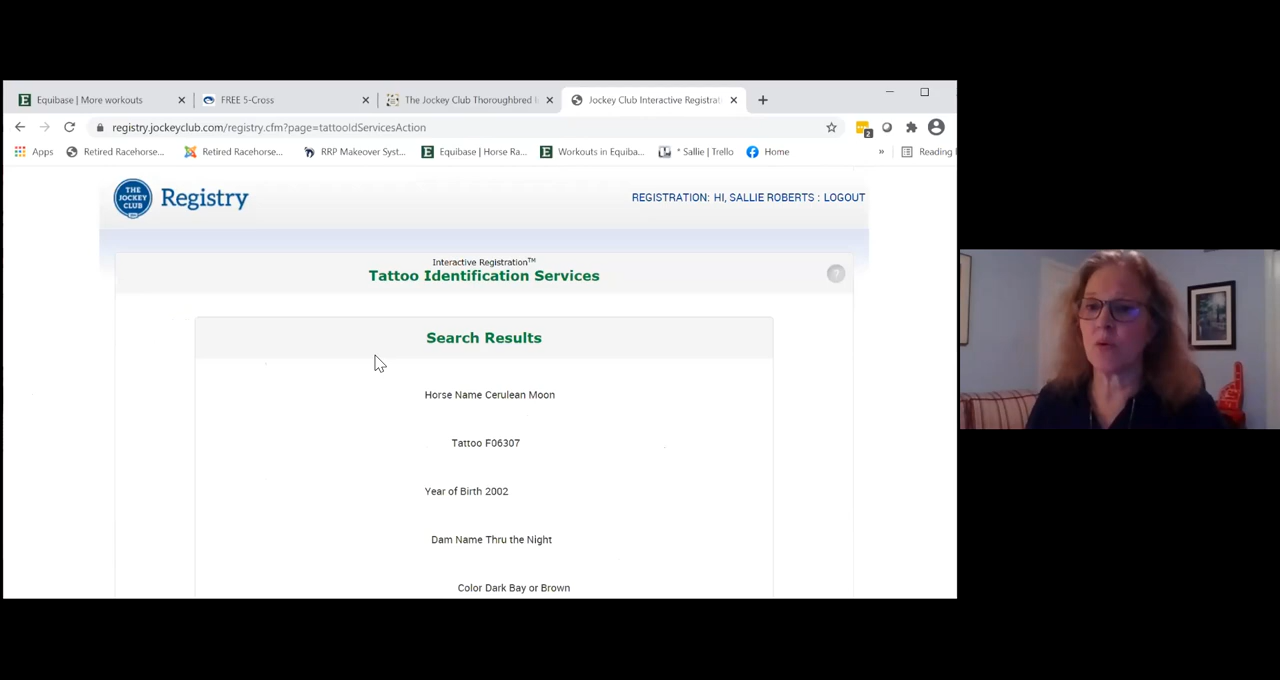 Equibase | More workouts
FREE 5-Cross
The Jockey Club Thoroughbred I
Jockey Club Interactive Registrat
registry.jockeyclub.com/registry.cfm?page=tattooIdServicesAction
2
Apps
Retired Racehorse...
Retired Racehorse...
RRP Makeover Syst...
Equibase | Horse Ra...
Workouts in Equiba...
* Sallie | Trello
Home
»
Reading
THE JOCKEY CLUB
Registry
REGISTRATION: HI, SALLIE ROBERTS : LOGOUT
Interactive Registration™
Tattoo Identification Services
?
Search Results
Horse Name Cerulean Moon
Tattoo F06307
Year of Birth 2002
Dam Name Thru the Night
Color Dark Bay or Brown